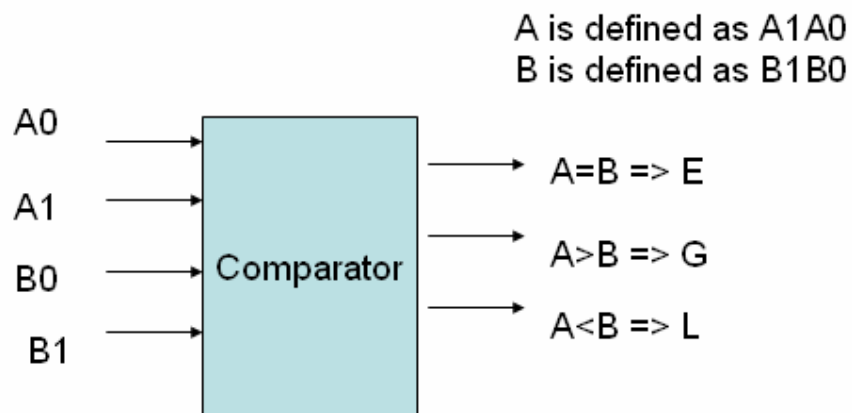 A is defined as A1A0
B is defined as B1B0
A0
A1
B0
B1
Comparator
A=B => E
A>B => G
A<B => L